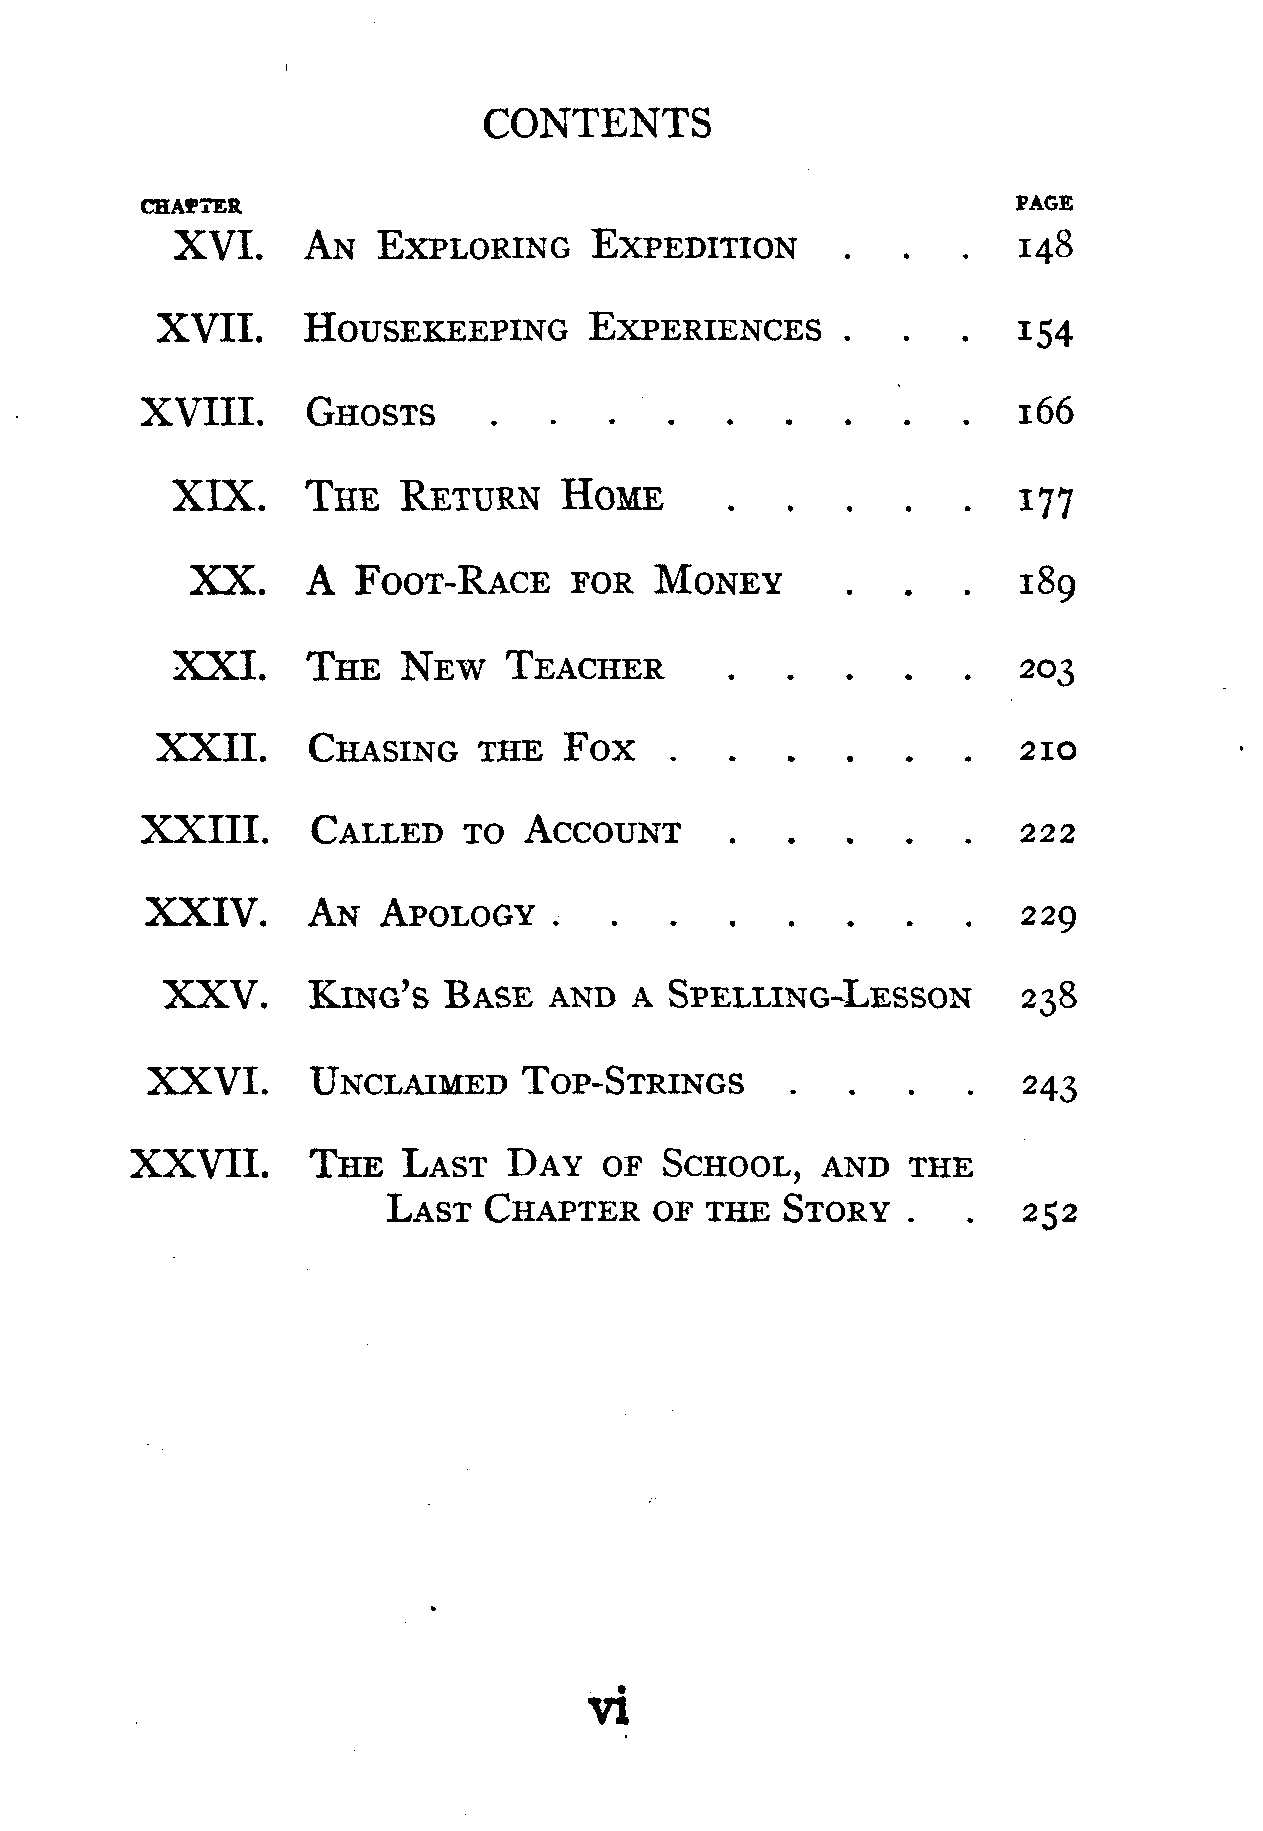 CONTENTS
CHAPTER PAGE
XVI. An Exploring Expedition . . . 148
XVII. Housekeeping Experiences . . . 154
XVIII. Ghosts . . . . . . . . . 166
XIX. The Return Home . . . . . 177
XX. A Foot-Race for Money . . . 189
XXI. The New Teacher . . . . . 203
XXII. Chasing the Fox . . . . . . 210
XXIII. Called to Account . . . . . 222
XXIV. An Apology . . . . . . . . 229
XXV. King's Base and a Spelling-Lesson 238
XXVI. Unclaimed Top-Strings . . . . 243
XXVII. The Last Day of School, and the
Last Chapter of the Story . . 252
vi